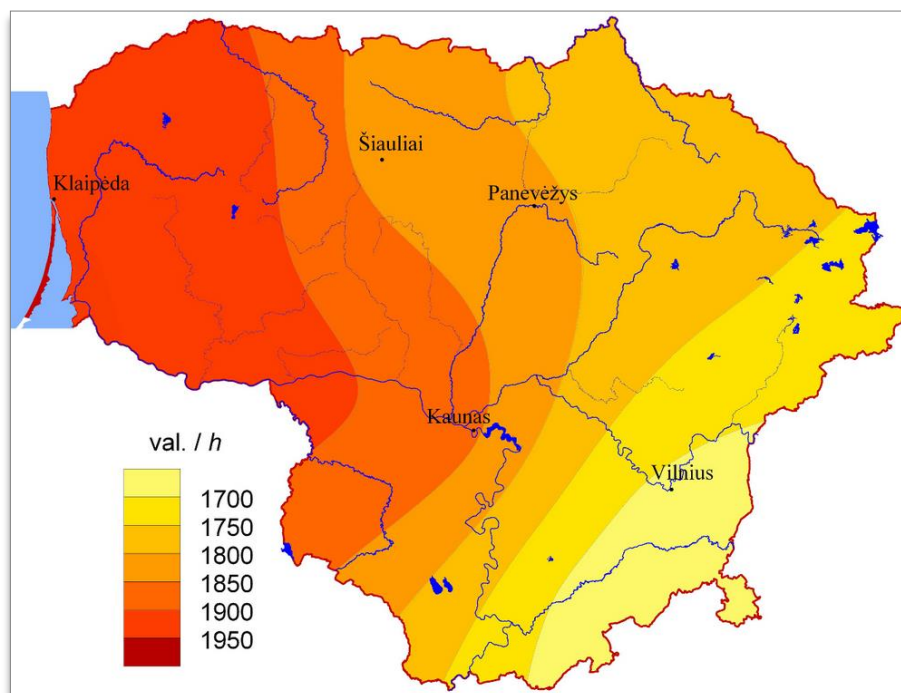 Šiauliai
Klaipėda
Panevėžys
Kaunas
Vilnius
val. / h
1700
1750
1800
1850
1900
1950